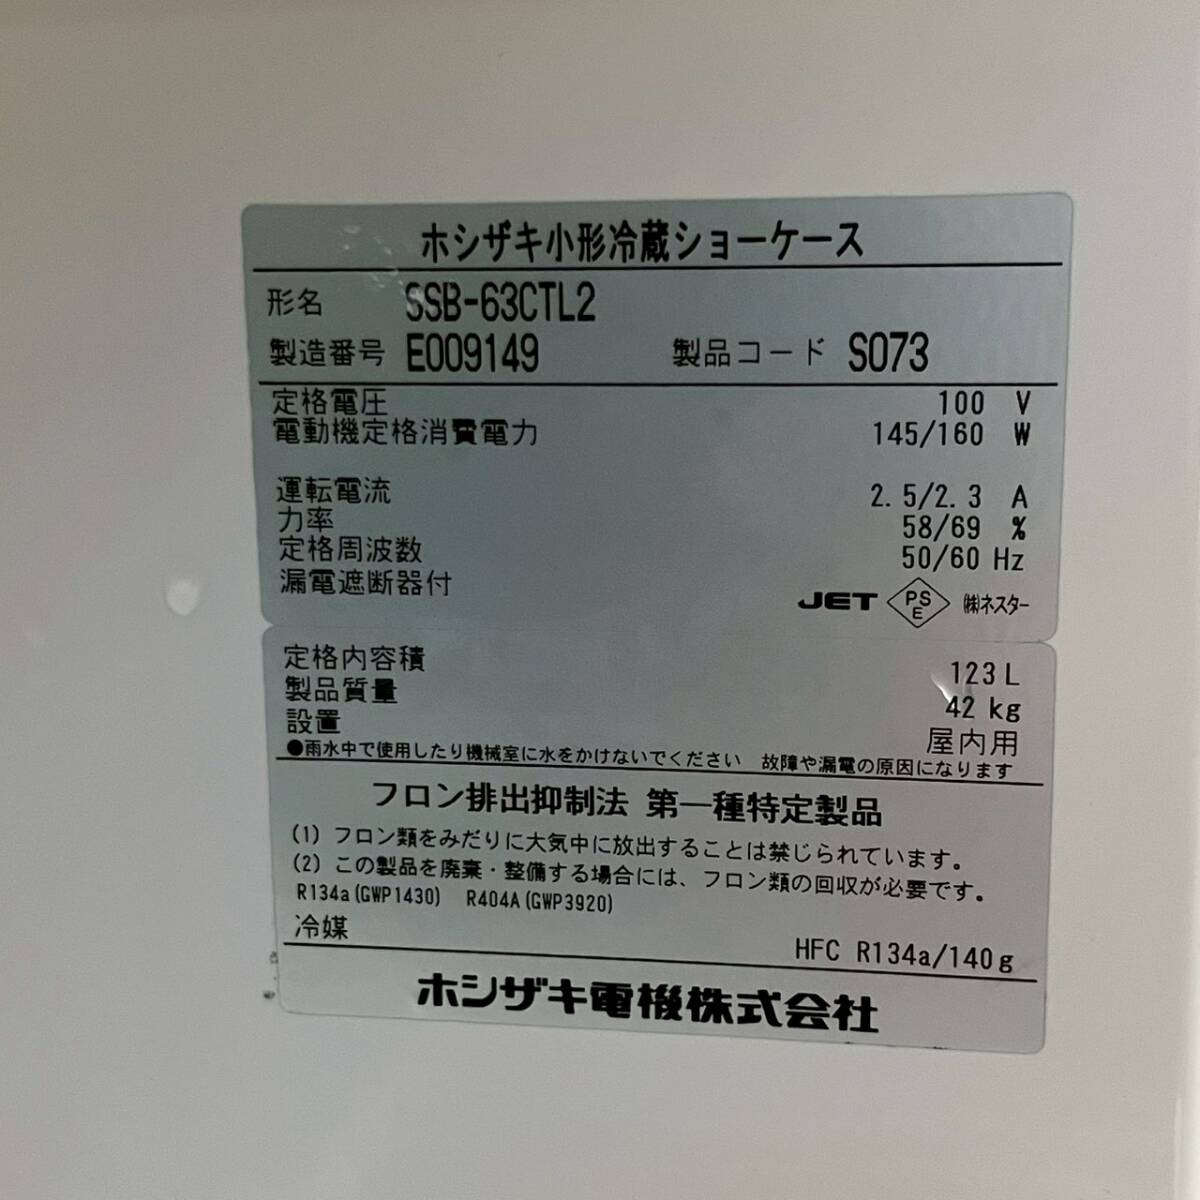 ホシザキ小形冷蔵ショーケース
形名 SSB-63CTL2
製造番号 E009149 製品コード S073
定格電圧 100 V
電動機定格消費電力 145/160 W
運転電流 2.5/2.3 A
力率 58/69 %
定格周波数 50/60 Hz
漏電遮断器付 JET PSE ㈱ネスター
定格内容積 123 L
製品質量 42 kg
設置 屋内用
●雨水中で使用したり機械室に水をかけないでください 故障や漏電の原因になります
フロン排出抑制法 第一種特定製品
(1) フロン類をみだりに大気中に放出することは禁じられています。
(2) この製品を廃棄・整備する場合には、フロン類の回収が必要です。
R134a(GWP1430) R404A(GWP3920)
冷媒 HFC R134a/140g
ホシザキ電機株式会社